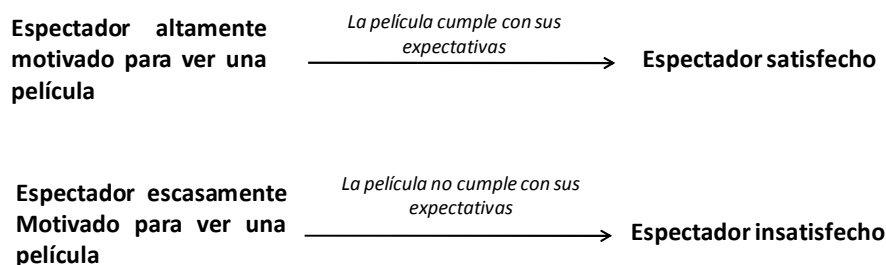 Espectador altamente
motivado para ver una
película
La película cumple con sus
expectativas
Espectador satisfecho
Espectador escasamente
Motivado para ver una
película
La película no cumple con sus
expectativas
Espectador insatisfecho